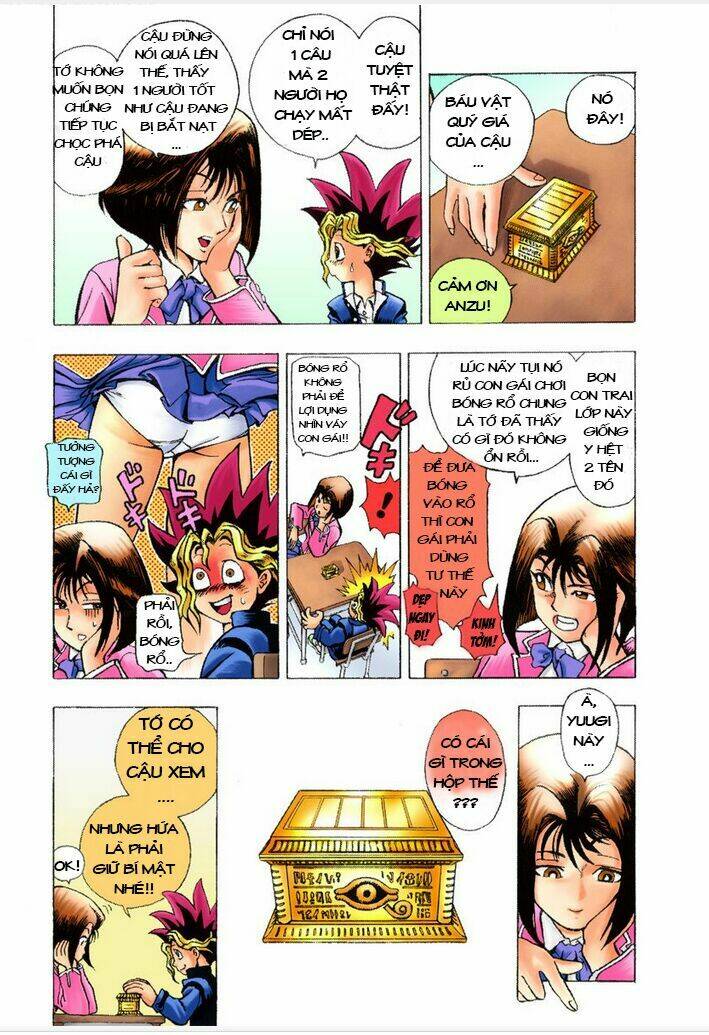 NÓ
ĐÂY!
BÁU VẬT
QUÝ GIÁ
CỦA CẬU
...
CẢM ƠN
ANZU!
CẬU
TUYỆT
THẬT
ĐẤY!
CHỈ NÓI
1 CÂU
MÀ 2
NGƯỜI HỌ
CHẠY MẤT
DÉP..
CẬU ĐỪNG
NÓI QUÁ LÊN
THẾ, THẤY
1 NGƯỜI TỐT
NHƯ CẬU ĐANG
BỊ BẮT NẠT
...
TỚ KHÔNG
MUỐN BỌN
CHÚNG
TIẾP TỤC
CHỌC PHÁ
CẬU
BỌN
CON TRAI
LỚP NÀY
GIỐNG
Y HỆT
2 TÊN
ĐÓ
LÚC NÃY TỤI NÓ
RỦ CON GÁI CHƠI
BÓNG RỔ CHUNG
LÀ TỚ ĐÃ THẤY
CÓ GÌ ĐÓ KHÔNG
ỔN RỒI...
ĐỂ ĐƯA
BÓNG
VÀO RỔ
THÌ CON
GÁI PHẢI
DÙNG
TƯ THẾ
NÀY
KINH
TỞM!
DẸP
NGAY
ĐI!
ドキ
!
BÓNG RỔ
KHÔNG
PHẢI ĐỂ
LỢI DỤNG
NHÌN VÁY
CON GÁI!!
TƯỞNG
TƯỢNG
CÁI GÌ
ĐẤY HẢ?
ドキ
ドキ
PHẢI
RỒI,
BÓNG
RỔ..
À,
YUUGI
NÀY
...
CÓ CÁI
GÌ TRONG
HỘP THẾ
???
TỚ CÓ
THỂ CHO
CẬU XEM
....
NHƯNG HỨA
LÀ PHẢI
GIỮ BÍ MẬT
NHÉ!!
OK!